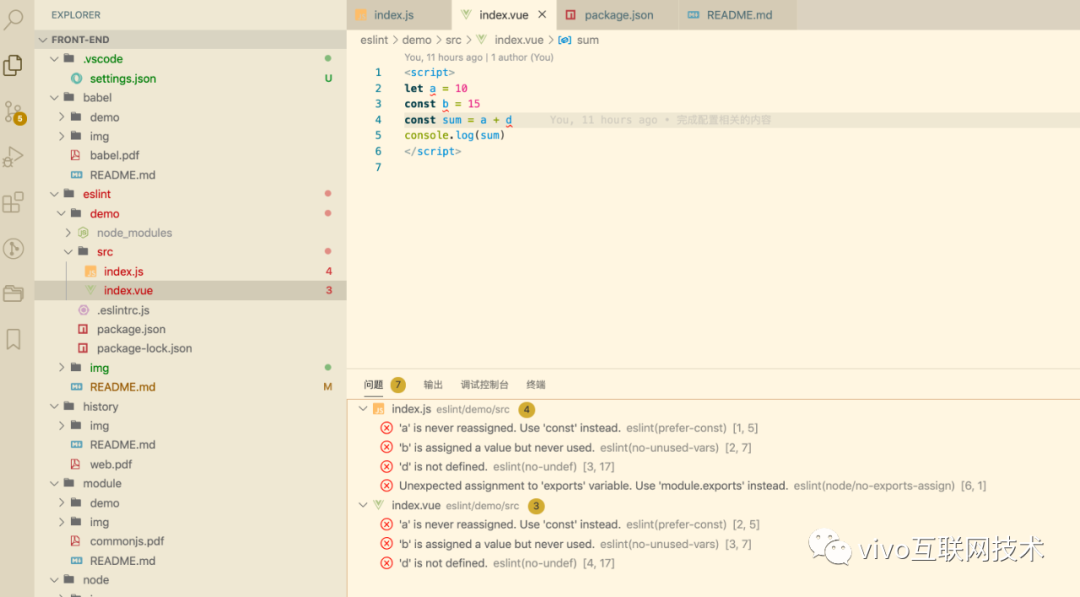 EXPLORER
FRONT-END
.vscode
settings.json U
babel
demo
img
babel.pdf
README.md
eslint
demo
node_modules
src
index.js 4
index.vue 3
.eslintrc.js
package.json
package-lock.json
img
README.md M
history
img
README.md
web.pdf
module
demo
img
commonjs.pdf
README.md
node
5
index.js index.vue package.json README.md
eslint > demo > src > index.vue > sum
You, 11 hours ago | 1 author (You)
1 <script>
2 let a = 10
3 const b = 15
4 const sum = a + d You, 11 hours ago • 完成配置相关的内容
5 console.log(sum)
6 </script>
7
问题 7 输出 调试控制台 终端
index.js eslint/demo/src 4
'a' is never reassigned. Use 'const' instead. eslint(prefer-const) [1, 5]
'b' is assigned a value but never used. eslint(no-unused-vars) [2, 7]
'd' is not defined. eslint(no-undef) [3, 17]
Unexpected assignment to 'exports' variable. Use 'module.exports' instead. eslint(node/no-exports-assign) [6, 1]
index.vue eslint/demo/src 3
'a' is never reassigned. Use 'const' instead. eslint(prefer-const) [2, 5]
'b' is assigned a value but never used. eslint(no-unused-vars) [3, 7]
'd' is not defined. eslint(no-undef) [4, 17]
vivo互联网技术